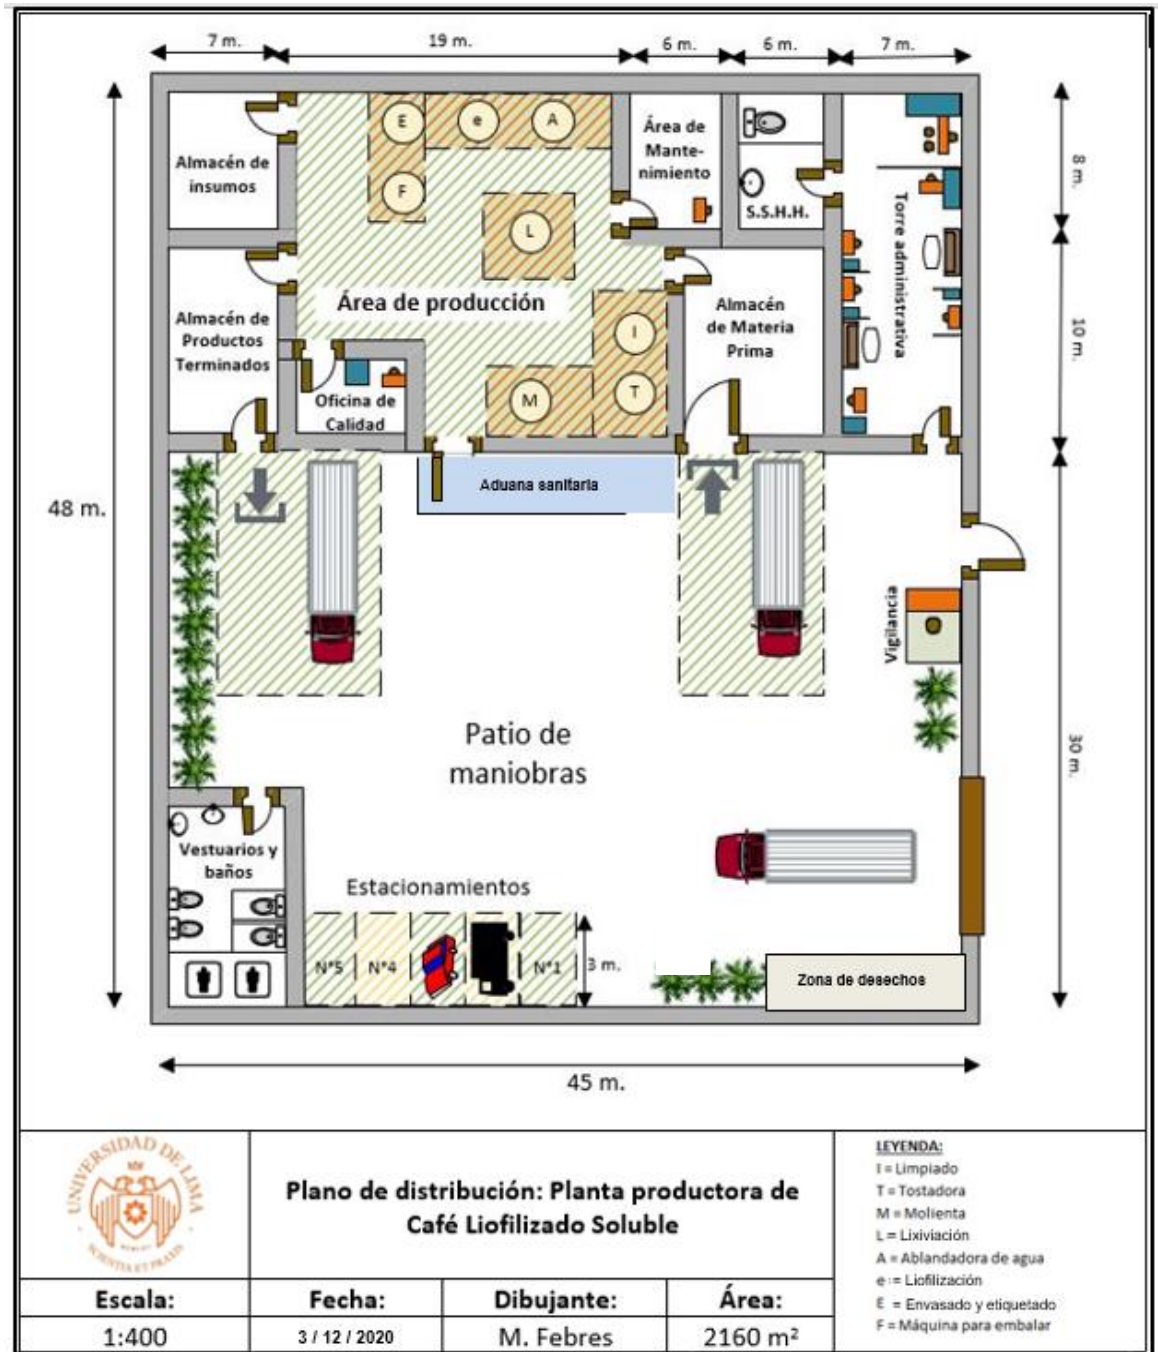 7 m.
19 m.
6 m.
6 m.
7 m.
Almacén de
insumos
E
e
A
F
L
Área de
Mante-
nimiento
S.S.H.H.
Torre administrativa
8 m.
Almacén de
Productos
Terminados
Área de producción
Almacén
de Materia
Prima
I
T
M
10 m.
Oficina de
Calidad
Aduana sanitaria
48 m.
Vigilancia
Patio de
maniobras
30 m.
Vestuarios y
baños
Estacionamientos
N°5
N°4
N°1
3 m.
Zona de desechos
45 m.
UNIVERSIDAD DE LIMA
SCIENTIA ET PRAXIS
Plano de distribución: Planta productora de
Café Liofilizado Soluble
LEYENDA:
I = Limpiado
T = Tostadora
M = Molienta
L = Lixiviación
A = Ablandadora de agua
e := Liofilización
E = Envasado y etiquetado
F = Máquina para embalar
Escala:
Fecha:
Dibujante:
Área:
1:400
3 / 12 / 2020
M. Febres
2160 m²